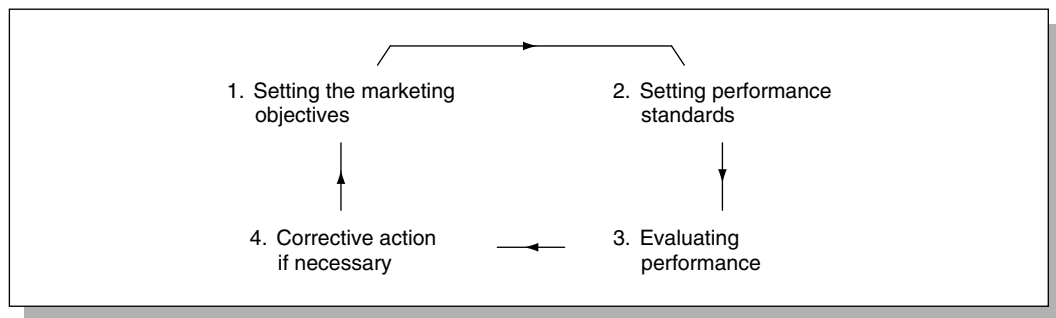 1. Setting the marketing
objectives
2. Setting performance
standards
4. Corrective action
if necessary
3. Evaluating
performance